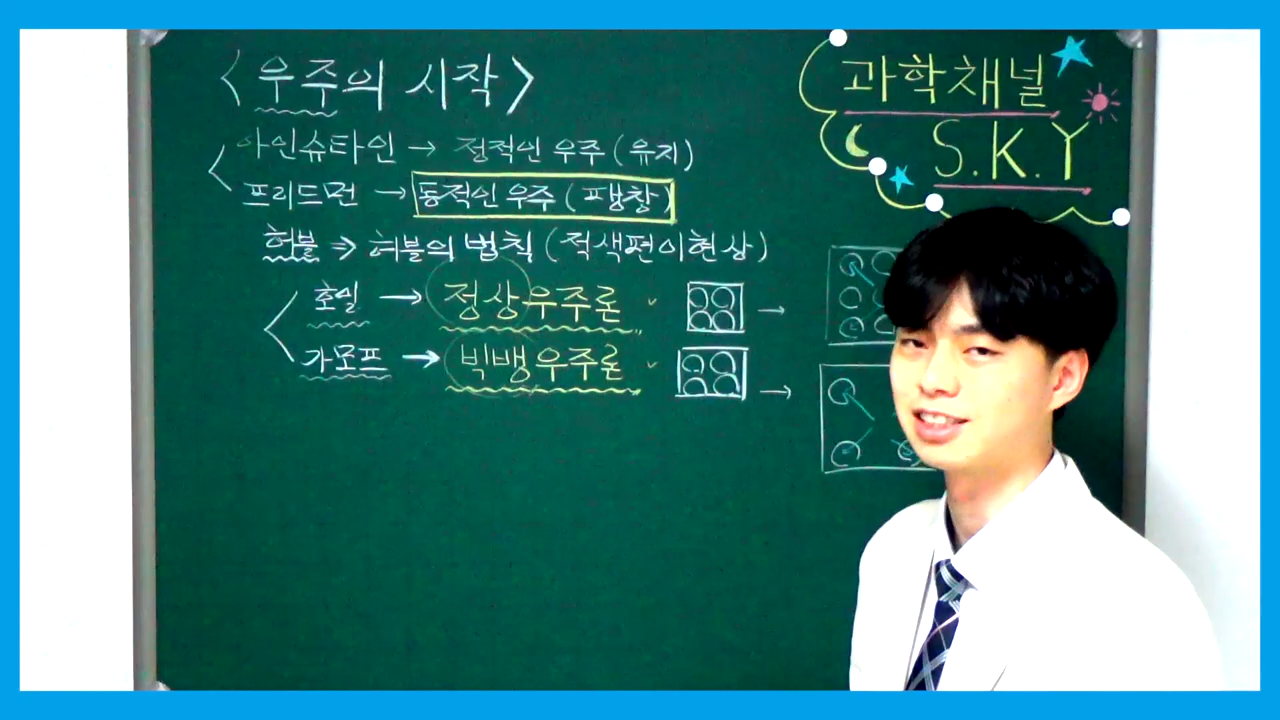 <우주의 시작>
아인슈타인 → 정적인 우주 (유지)
프리드먼 → 동적인 우주 (팽창)
허블 ⇒ 허블의 법칙 (적색편이현상)
호일 → 정상우주론
가모프 → 빅뱅우주론
과학채널
S.K.Y